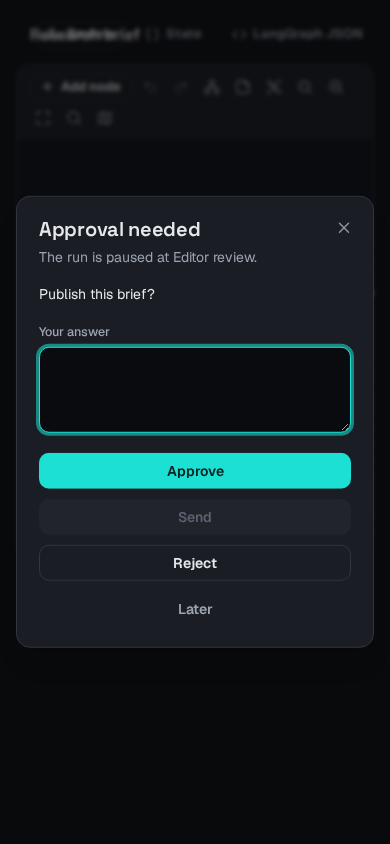 State
LangGraph JSON
Add node
Approval needed
The run is paused at Editor review.
Publish this brief?
Your answer
Approve
Send
Reject
Later